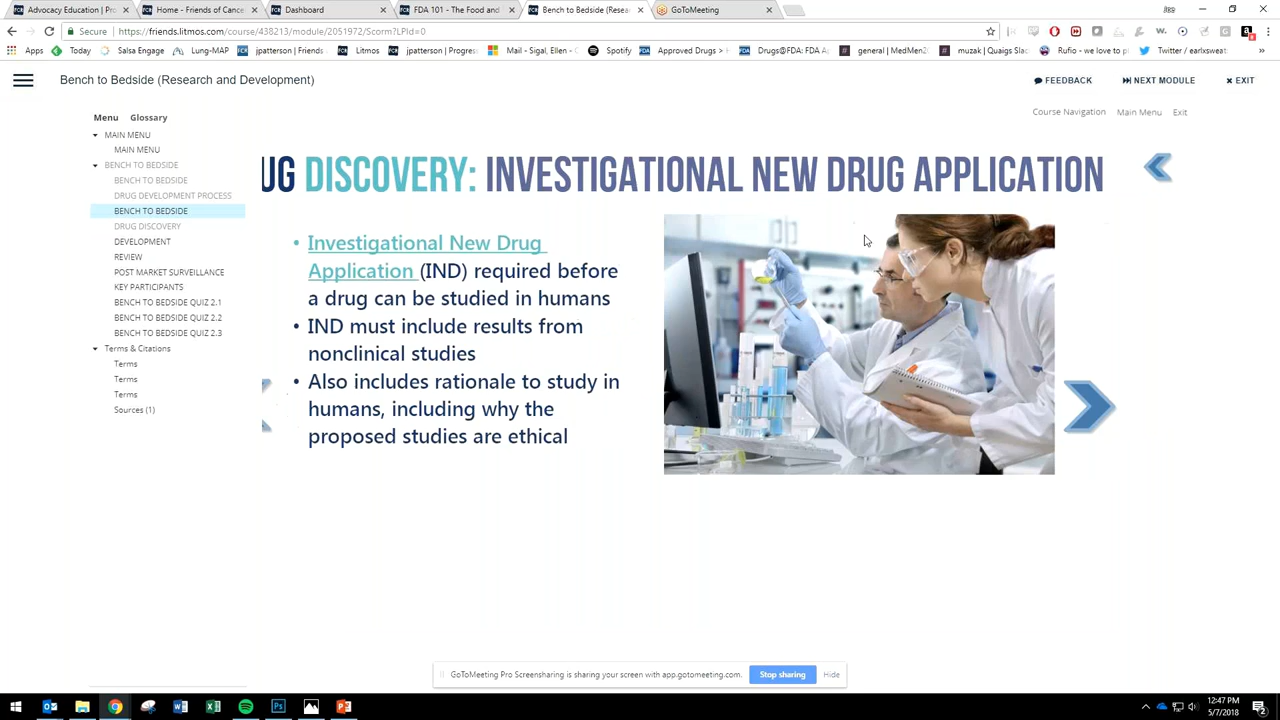 Advocacy Education | Pro
Home - Friends of Cance
Dashboard
FDA 101 - The Food and
Bench to Bedside (Resea
GoToMeeting
Secure
https://friends.litmos.com/course/438213/module/2051972/Scorm?LPId=0
Apps
Today
Salsa Engage
Lung-MAP
jpatterson | Friends
Litmos
jpatterson | Progress
Mail - Sigal, Ellen - C
Spotify
Approved Drugs > H
Drugs@FDA: FDA A
general | MedMen2
muzak | Quaigs Slac
Rufio - we love to pl
Twitter / earlxsweat
»
Bench to Bedside (Research and Development)
FEEDBACK
NEXT MODULE
EXIT
Course Navigation
Main Menu
Exit
Menu
Glossary
MAIN MENU
MAIN MENU
BENCH TO BEDSIDE
BENCH TO BEDSIDE
DRUG DEVELOPMENT PROCESS
BENCH TO BEDSIDE
DRUG DISCOVERY
DEVELOPMENT
REVIEW
POST MARKET SURVEILLANCE
KEY PARTICIPANTS
BENCH TO BEDSIDE QUIZ 2.1
BENCH TO BEDSIDE QUIZ 2.2
BENCH TO BEDSIDE QUIZ 2.3
Terms & Citations
Terms
Terms
Terms
Sources (1)
UG DISCOVERY: INVESTIGATIONAL NEW DRUG APPLICATION
• Investigational New Drug
Application (IND) required before
a drug can be studied in humans
• IND must include results from
nonclinical studies
• Also includes rationale to study in
humans, including why the
proposed studies are ethical
GoToMeeting Pro Screensharing is sharing your screen with app.gotomeeting.com.
Stop sharing
Hide
12:47 PM
5/7/2018